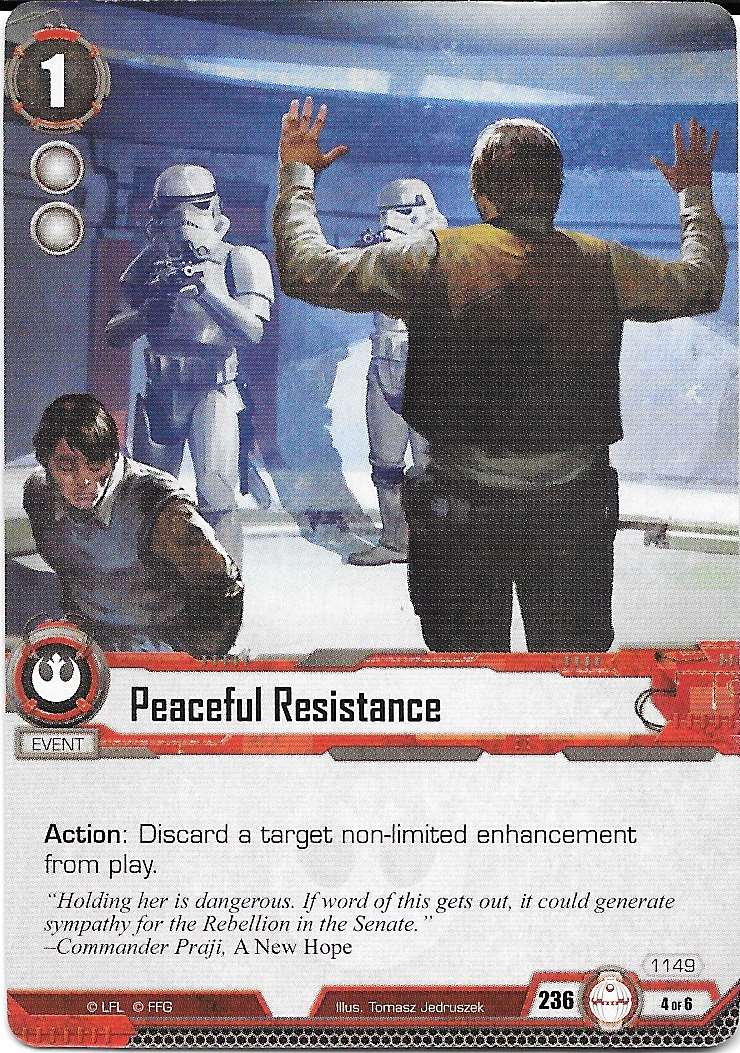 1
Peaceful Resistance
EVENT
Action: Discard a target non-limited enhancement
from play.
“Holding her is dangerous. If word of this gets out, it could generate
sympathy for the Rebellion in the Senate.”
–Commander Praji, A New Hope
1149
© LFL © FFG
Illus. Tomasz Jedruszek
236
4 OF 6